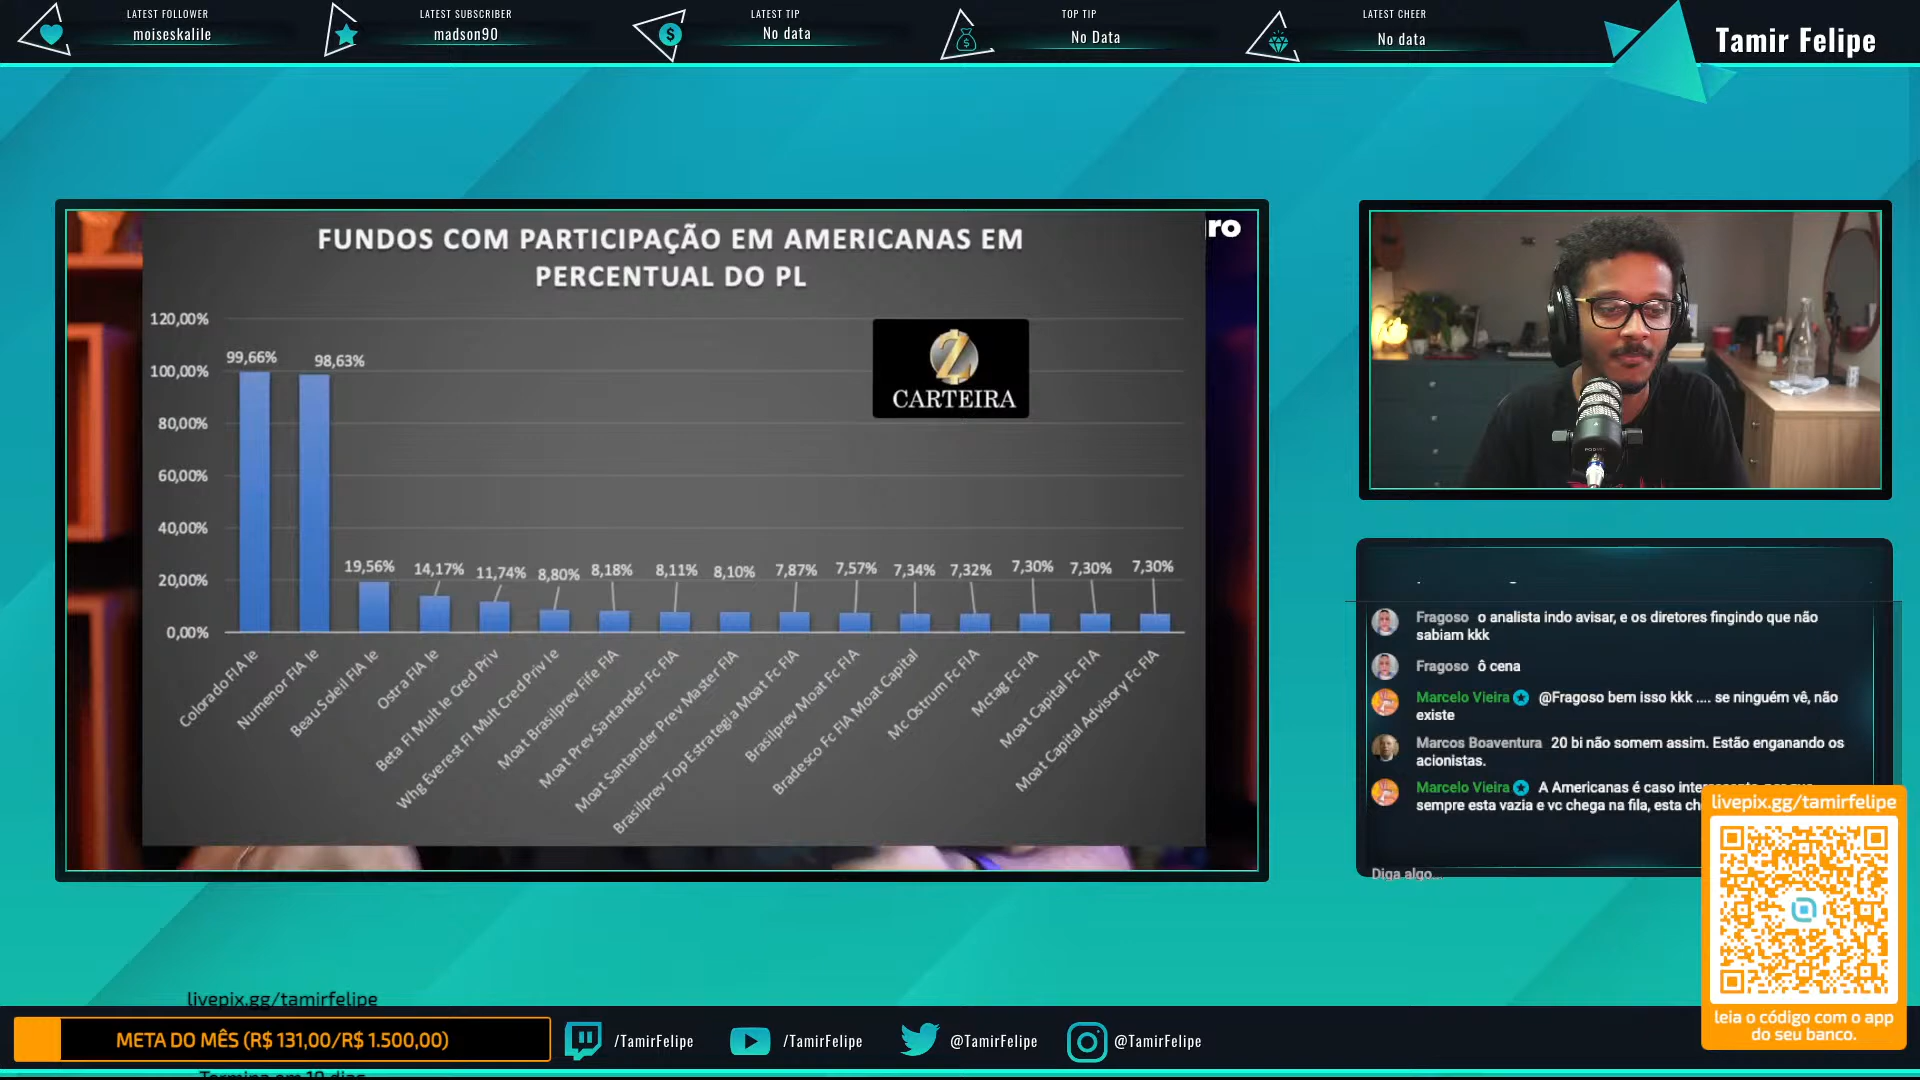 LATEST FOLLOWER
moiseskalile
LATEST SUBSCRIBER
madson90
LATEST TIP
No data
TOP TIP
No Data
LATEST CHEER
No data
Tamir Felipe
ro
FUNDOS COM PARTICIPAÇÃO EM AMERICANAS EM
PERCENTUAL DO PL
120,00%
100,00%
80,00%
60,00%
40,00%
20,00%
0,00%
99,66%
98,63%
19,56%
14,17%
11,74%
8,80%
8,18%
8,11%
8,10%
7,87%
7,57%
7,34%
7,32%
7,30%
7,30%
7,30%
Z
CARTEIRA
Colorado FIA Ie
Numenor FIA Ie
Beau Soleil FIA Ie
Ostra FIA Ie
Beta FI Mult Ie Cred Priv
Whg Everest FI Mult Cred Priv Ie
Moat Brasilprev Fife FIA
Moat Prev Santander Fc FIA
Moat Santander Prev Master FIA
Brasilprev Top Estrategia Moat Fc FIA
Brasilprev Moat Fc FIA
Bradesco Fc FIA Moat Capital
Mc Ostrum Fc FIA
Mctag Fc FIA
Moat Capital Fc FIA
Moat Capital Advisory Fc FIA
Fragoso o analista indo avisar, e os diretores fingindo que não
sabiam kkk
Fragoso ô cena
Marcelo Vieira @Fragoso bem isso kkk .... se ninguém vê, não
existe
Marcos Boaventura 20 bi não somem assim. Estão enganando os
acionistas.
Marcelo Vieira A Americanas é caso
sempre esta vazia e vc chega na fila, esta
Diga algo...
livepix.gg/tamirfelipe
leia o código com o app
do seu banco.
livepix.gg/tamirfelipe
META DO MÊS (R$ 131,00/R$ 1.500,00)
Termina em 19 dias
/TamirFelipe
/TamirFelipe
@TamirFelipe
@TamirFelipe